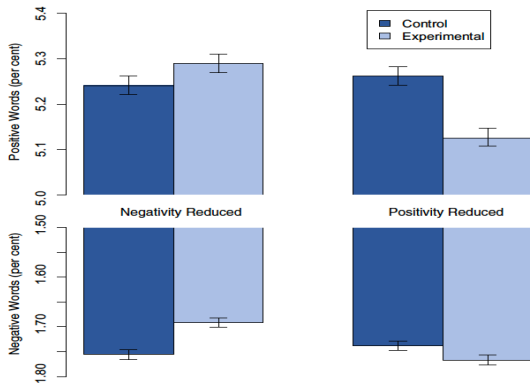 Control
Experimental
Positive Words (per cent)
5.4
5.3
5.2
5.1
5.0
Negativity Reduced
Positivity Reduced
Negative Words (per cent)
1.50
1.60
1.70
1.80